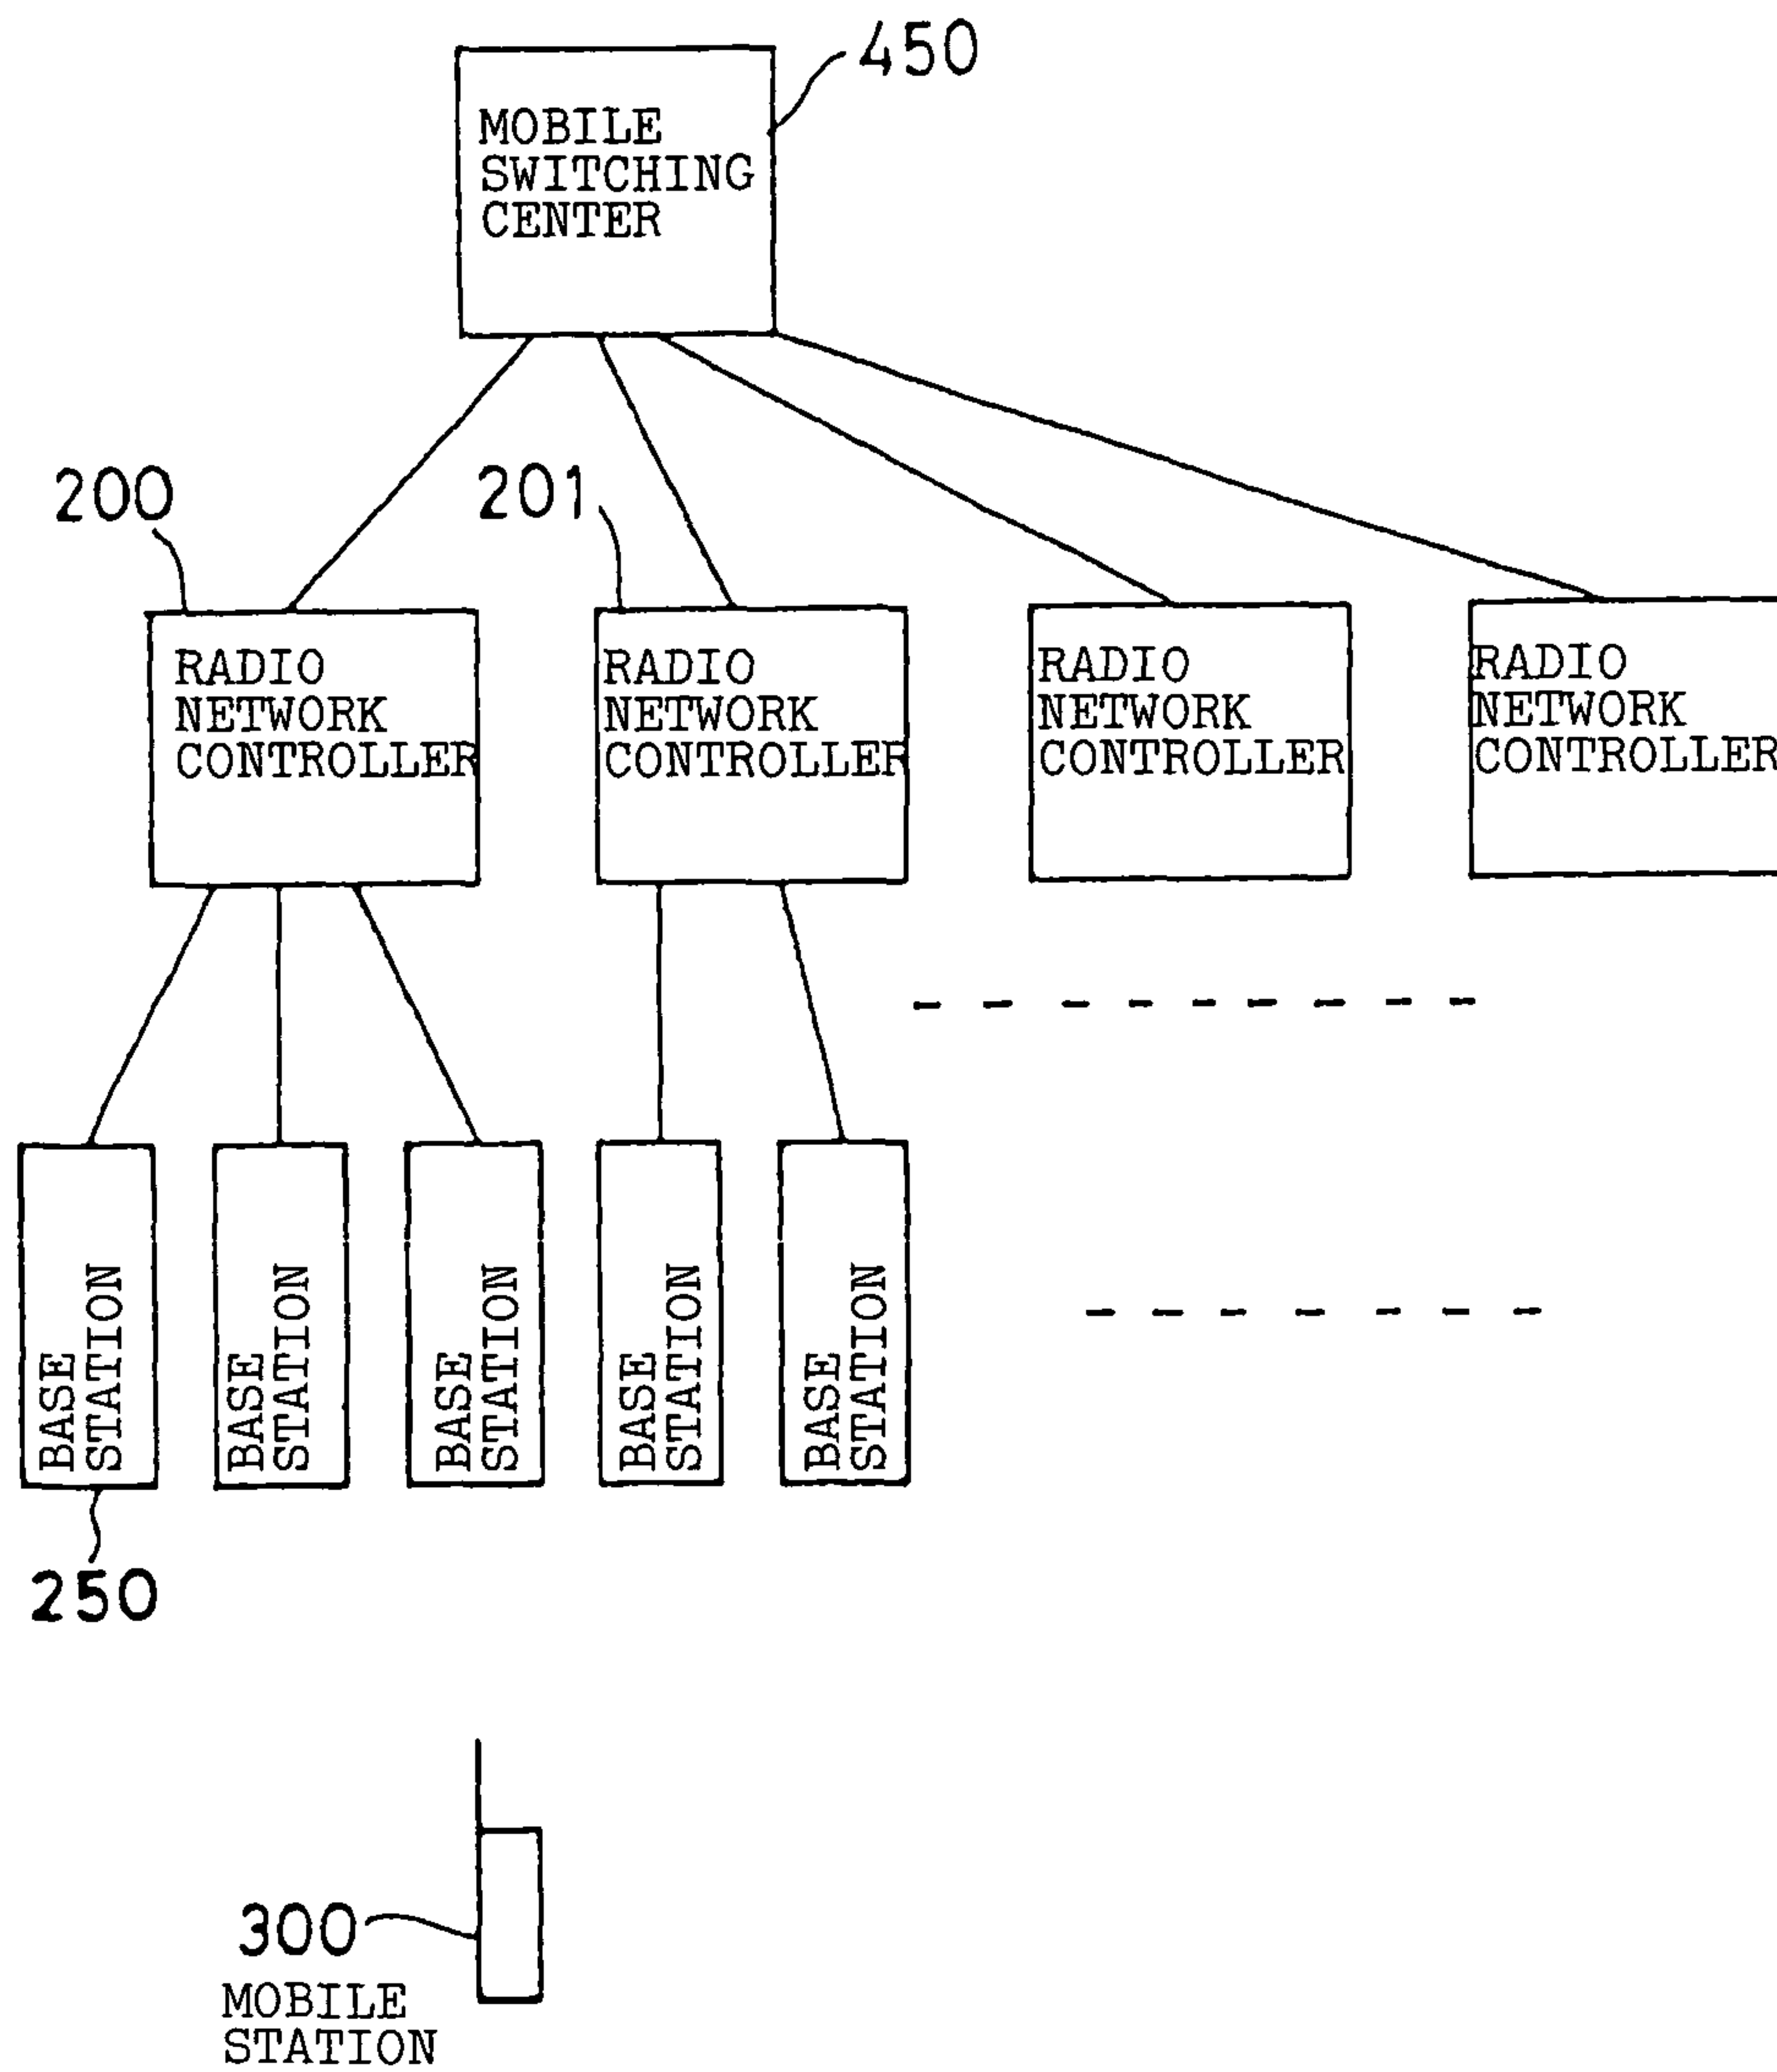 450
MOBILE
SWITCHING
CENTER
200
201
RADIO
NETWORK
CONTROLLER
RADIO
NETWORK
CONTROLLER
RADIO
NETWORK
CONTROLLER
RADIO
NETWORK
CONTROLLER
BASE
STATION
BASE
STATION
BASE
STATION
BASE
STATION
BASE
STATION
250
300
MOBILE
STATION